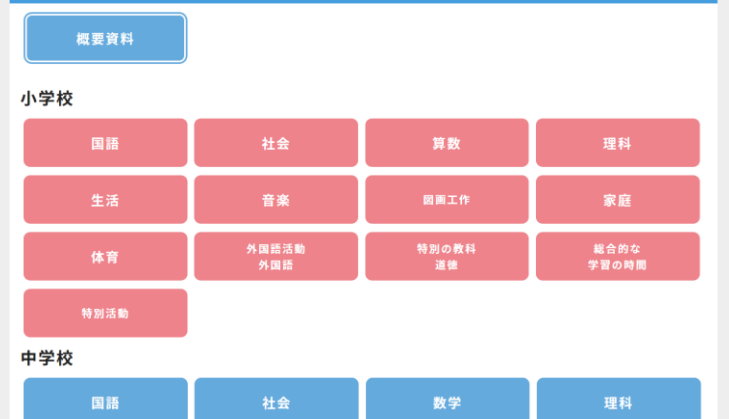 概要資料
小学校
国語
社会
算数
理科
生活
音楽
図画工作
家庭
体育
外国語活動
外国語
特別の教科
道徳
総合的な
学習の時間
特別活動
中学校
国語
社会
数学
理科